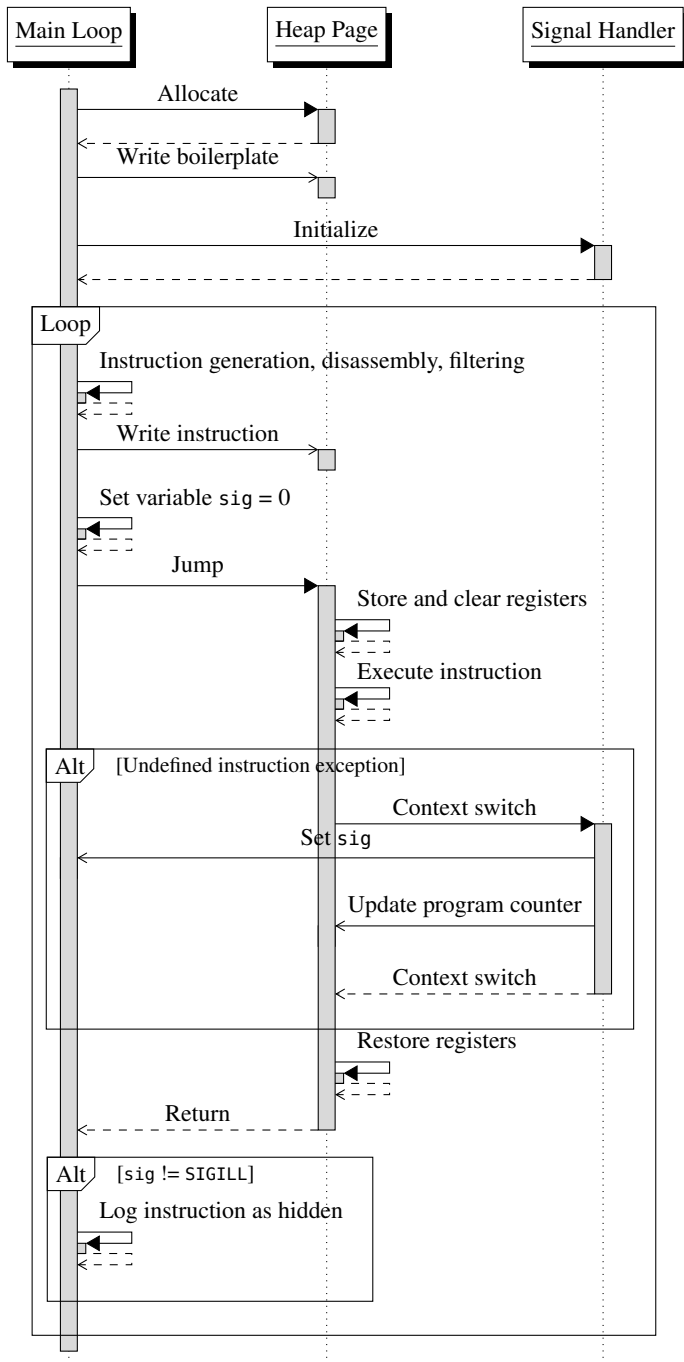 Main Loop
Heap Page
Signal Handler
Allocate
Write boilerplate
Initialize
Loop
Instruction generation, disassembly, filtering
Write instruction
Set variable sig = 0
Jump
Store and clear registers
Execute instruction
Alt
[Undefined instruction exception]
Context switch
Set sig
Update program counter
Context switch
Restore registers
Return
Alt
[sig != SIGILL]
Log instruction as hidden